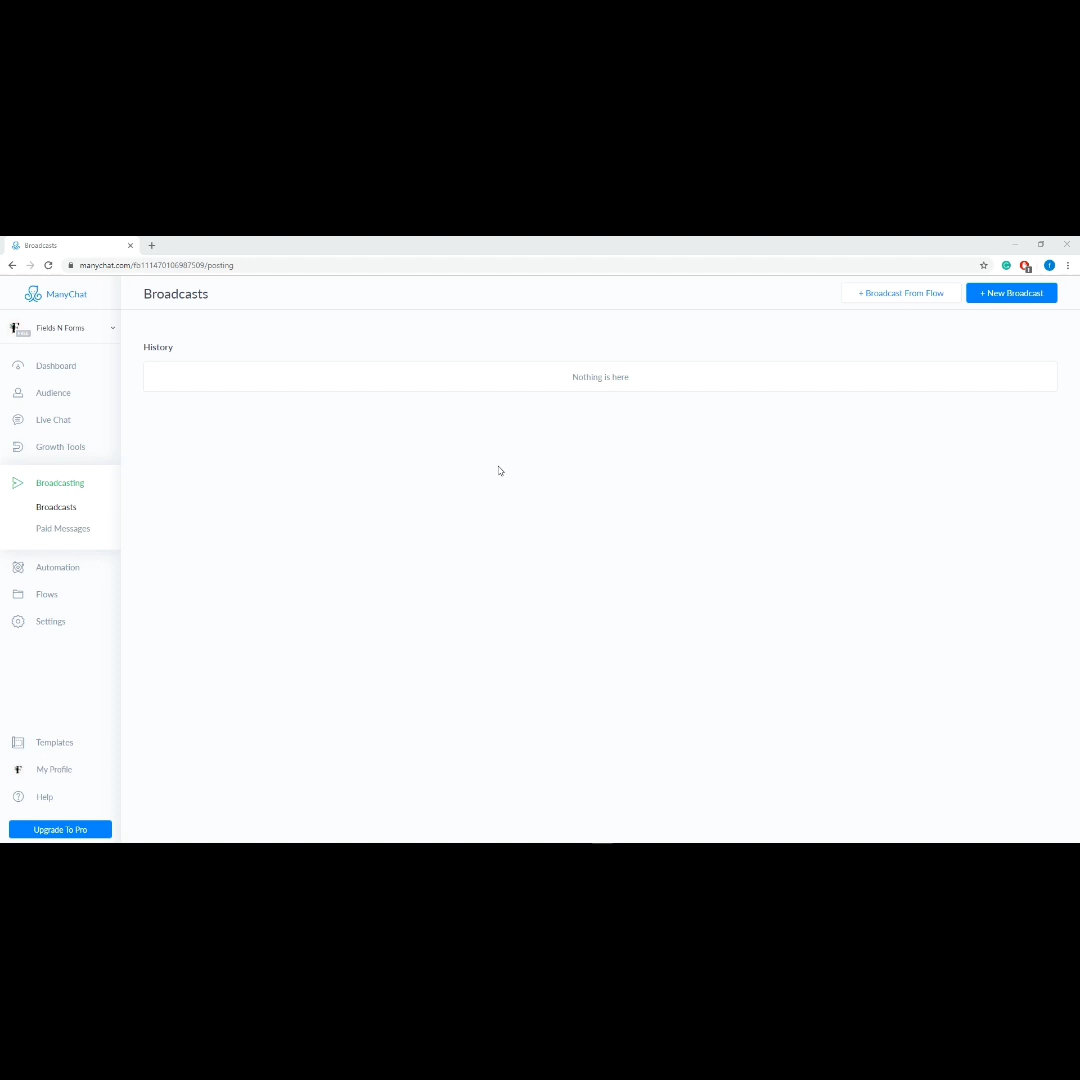 Broadcasts
manychat.com/fb111470106987509/posting
ManyChat
Broadcasts
+ Broadcast From Flow
+ New Broadcast
Fields N Forms
Dashboard
Audience
Live Chat
Growth Tools
Broadcasting
Broadcasts
Paid Messages
Automation
Flows
Settings
Templates
My Profile
Help
Upgrade To Pro
History
Nothing is here